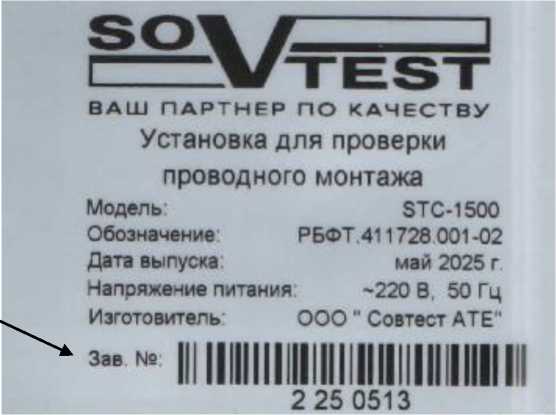 SOVTEST
ВАШ ПАРТНЕР ПО КАЧЕСТВУ
Установка для проверки
проводного монтажа
Модель: STC-1500
Обозначение: РБФТ.411728.001-02
Дата выпуска: май 2025 г.
Напряжение питания: ~220 В, 50 Гц
Изготовитель: ООО " Совтест АТЕ"
Зав. №:
2 25 0513